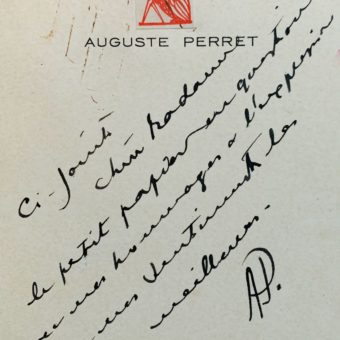 AUGUSTE PERRET
Ci-joint
chère Madame
le petit papier en question
avec mes hommages à l'expression
de mes sentiments les
meilleurs.
AP.